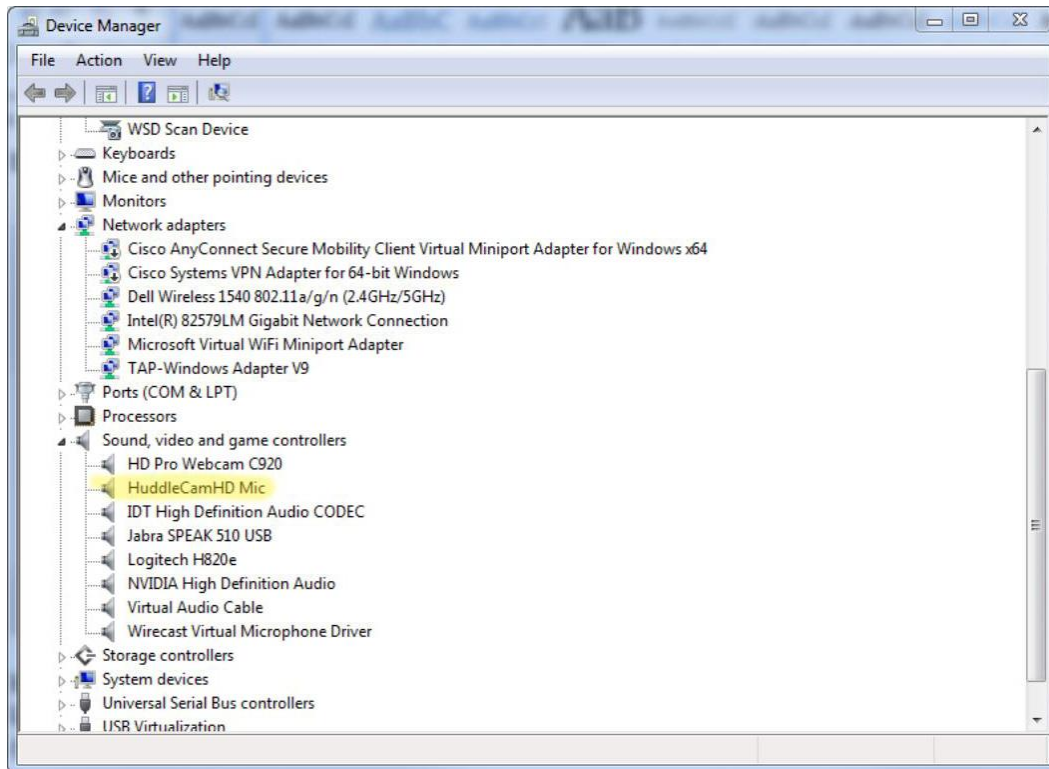 Device Manager
File Action View Help
WSD Scan Device
Keyboards
Mice and other pointing devices
Monitors
Network adapters
Cisco AnyConnect Secure Mobility Client Virtual Miniport Adapter for Windows x64
Cisco Systems VPN Adapter for 64-bit Windows
Dell Wireless 1540 802.11a/g/n (2.4GHz/5GHz)
Intel(R) 82579LM Gigabit Network Connection
Microsoft Virtual WiFi Miniport Adapter
TAP-Windows Adapter V9
Ports (COM & LPT)
Processors
Sound, video and game controllers
HD Pro Webcam C920
HuddleCamHD Mic
IDT High Definition Audio CODEC
Jabra SPEAK 510 USB
Logitech H820e
NVIDIA High Definition Audio
Virtual Audio Cable
Wirecast Virtual Microphone Driver
Storage controllers
System devices
Universal Serial Bus controllers
USB Virtualization